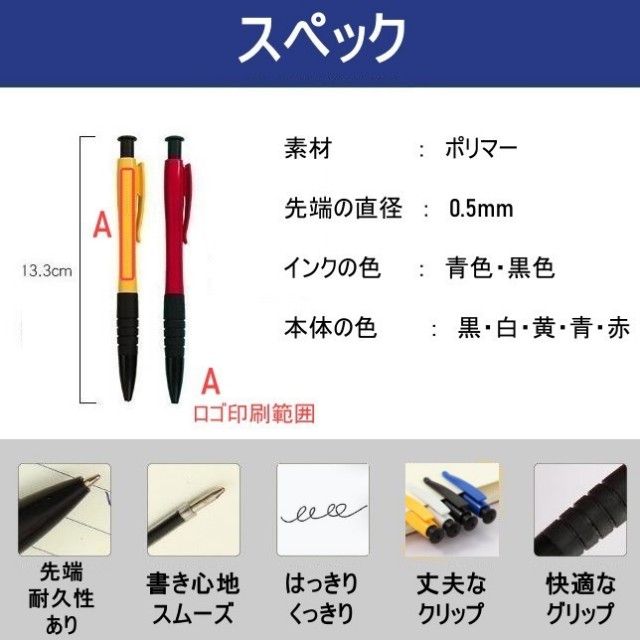 スペック
素材 ： ポリマー
先端の直径 ： 0.5mm
インクの色 ： 青色・黒色
本体の色 ： 黒・白・黄・青・赤
A
13.3cm
A
ロゴ印刷範囲
先端
耐久性
あり
書き心地
スムーズ
はっきり
くっきり
丈夫な
クリップ
快適な
グリップ